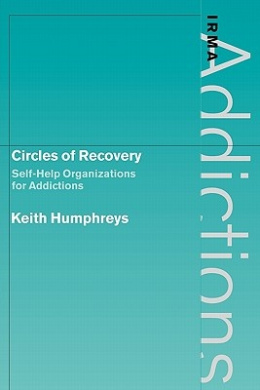 IRMA
Addictions
Circles of Recovery
Self-Help Organizations
for Addictions
Keith Humphreys